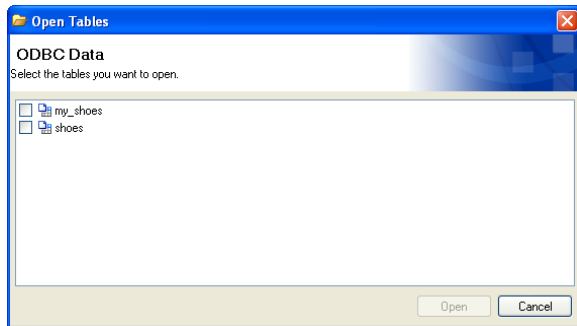 Open Tables
ODBC Data
Select the tables you want to open.
my_shoes
shoes
Open Cancel